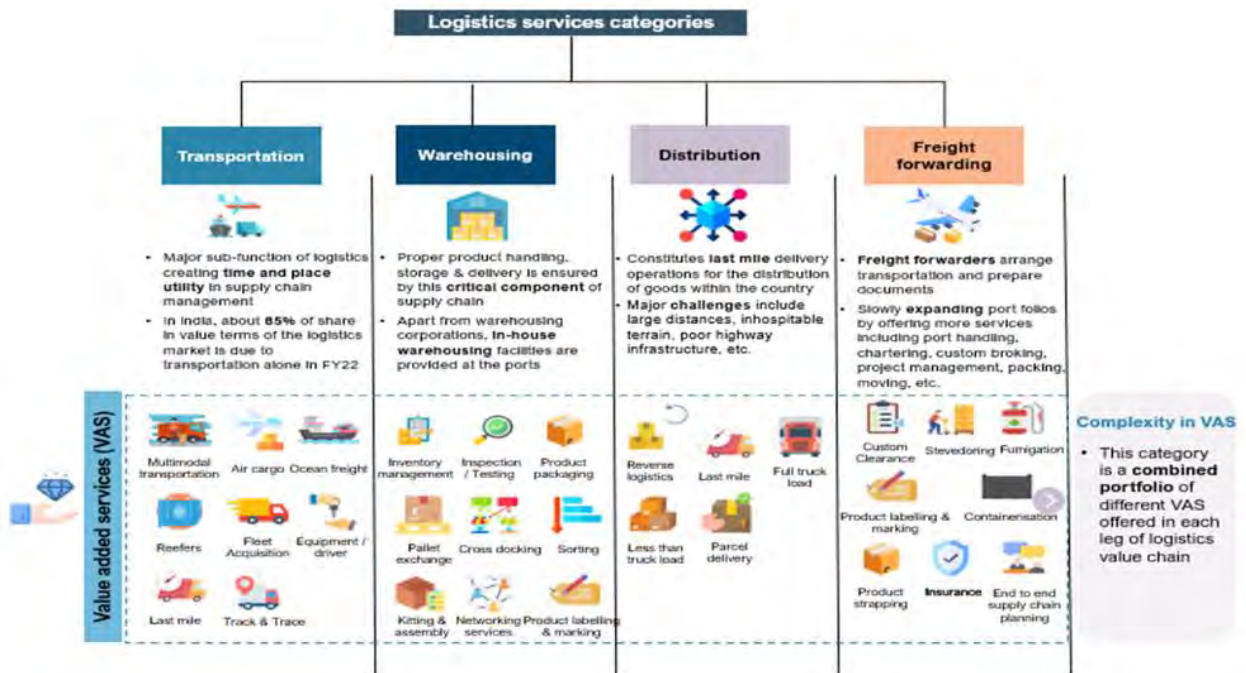 Logistics services categories
Transportation
Warehousing
Distribution
Freight
forwarding
• Major sub-function of logistics
creating time and place
utility in supply chain
management
• In India, about 85% of share
in value terms of the logistics
market is due to
transportation alone in FY22
• Proper product handling,
storage & delivery is ensured
by this critical component of
supply chain
• Apart from warehousing
corporations, in-house
warehousing facilities are
provided at the ports
• Constitutes last mile delivery
operations for the distribution
of goods within the country
• Major challenges include
large distances, inhospitable
terrain, poor highway
infrastructure, etc.
• Freight forwarders arrange
transportation and prepare
documents
• Slowly expanding port folios
by offering more services
including port handling,
chartering, custom broking,
project management, packing,
moving, etc.
Value added services (VAS)
Multimodal
transportation
Air cargo
Ocean freight
Reefers
Fleet
Acquisition
Equipment /
driver
Last mile
Track & Trace
Inventory
management
Inspection
/ Testing
Product
packaging
Pallet
exchange
Cross docking
Sorting
Kitting &
assembly
Networking
services
Product labelling
& marking
Reverse
logistics
Last mile
Full truck
load
Less than
truck load
Parcel
delivery
Custom
Clearance
Stevedoring
Fumigation
Product labelling &
marking
Containerisation
Product
strapping
Insurance
End to end
supply chain
planning
Complexity in VAS
• This category
is a combined
portfolio of
different VAS
offered in each
leg of logistics
value chain